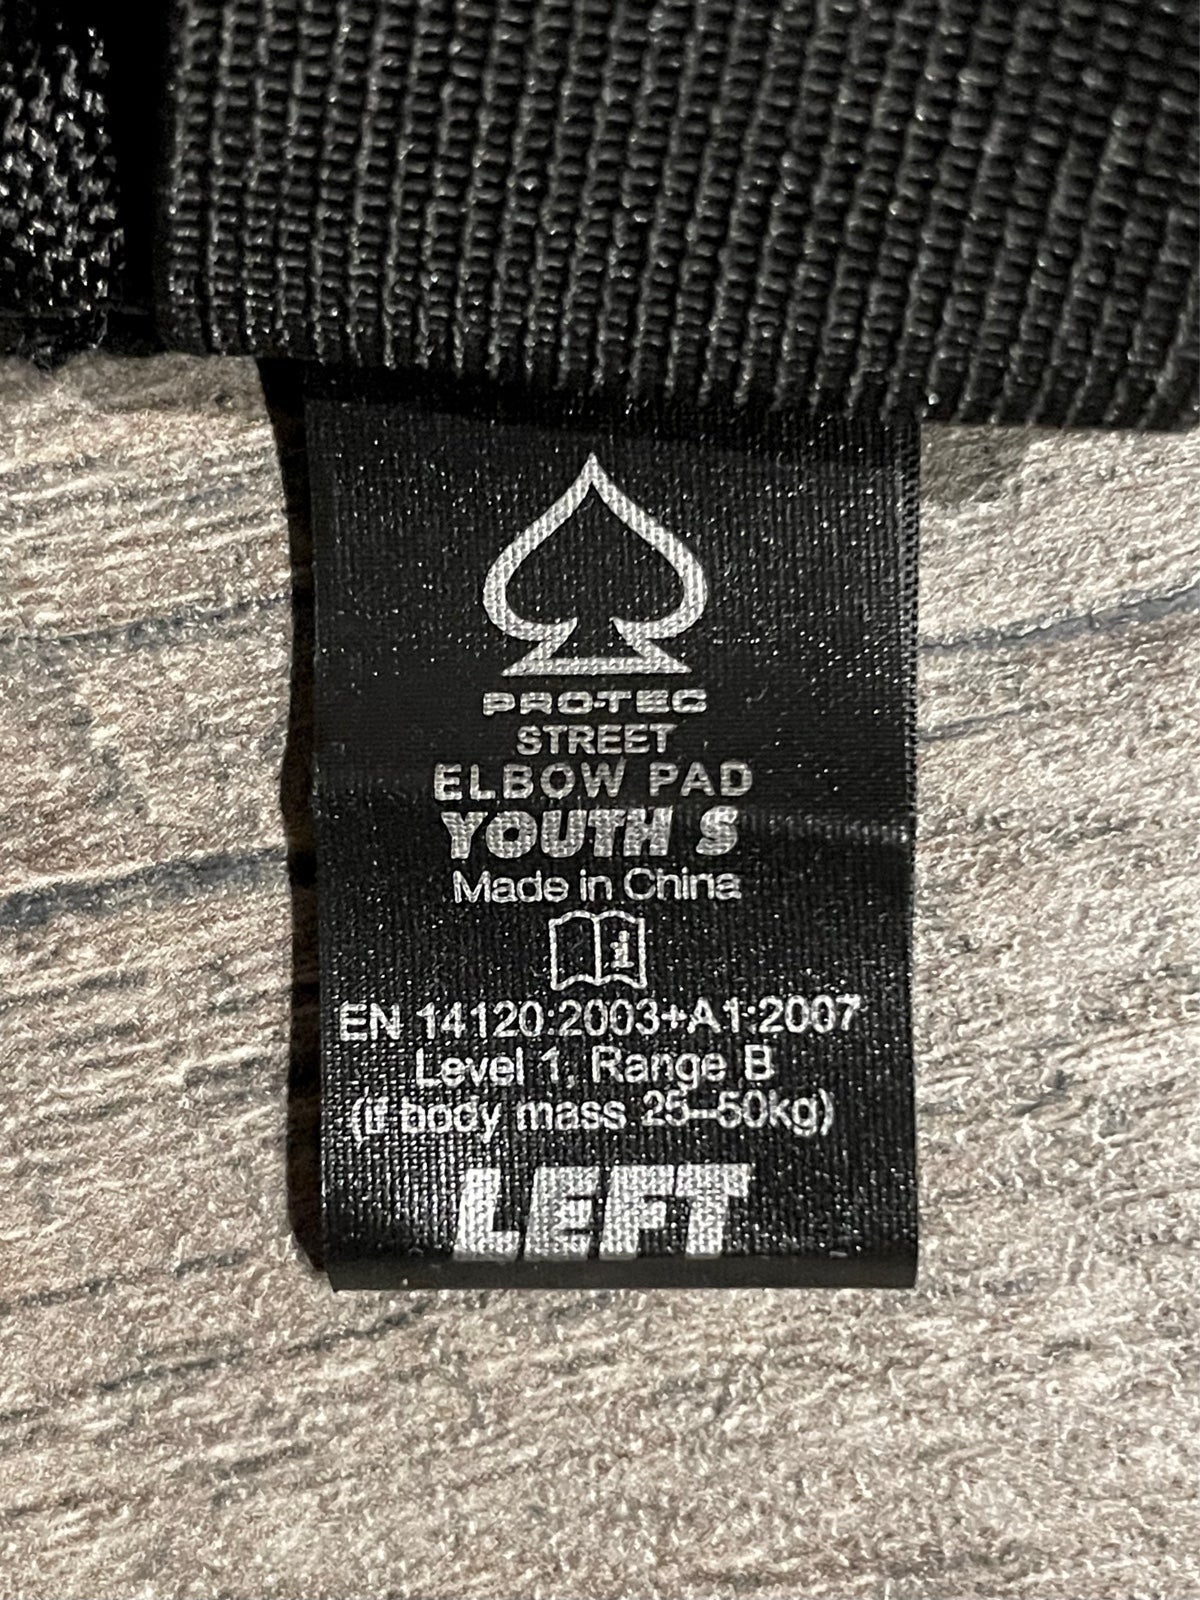 PRO-TEC
STREET
ELBOW PAD
YOUTH S
Made in China
i
EN 14120:2003+A1:2007
Level 1, Range B
(if body mass 25–50kg)
LEFT